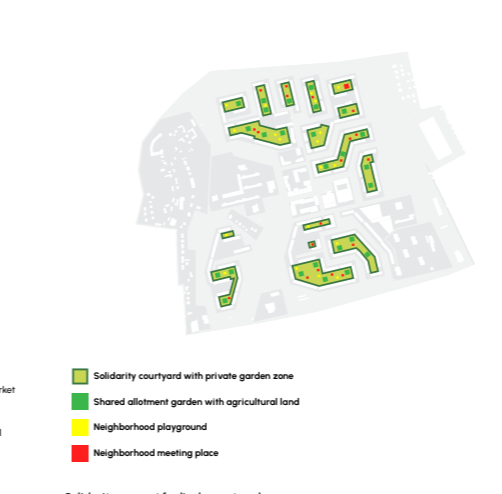 Solidarity courtyard with private garden zone
Shared allotment garden with agricultural land
Neighborhood playground
Neighborhood meeting place